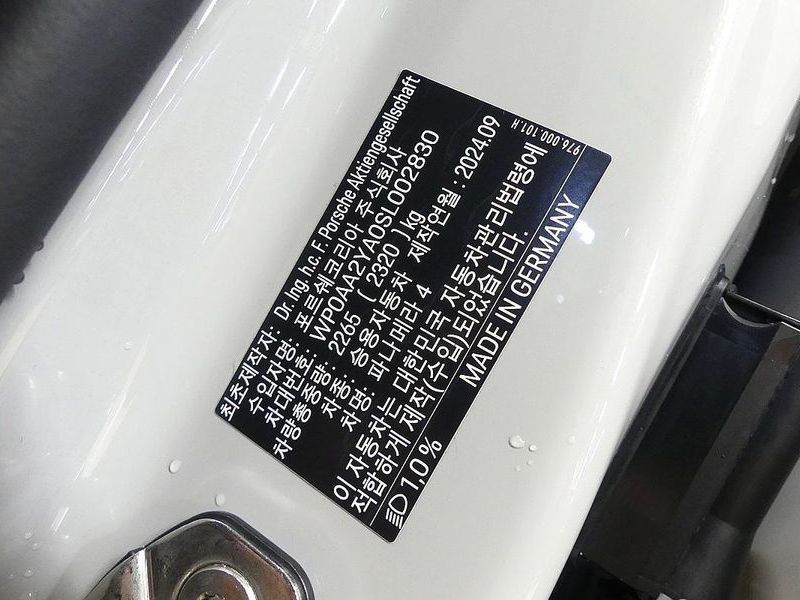 최초제작자: Dr. Ing. h.c. F. Porsche Aktiengesellschaft
수입자명: 포르쉐코리아 주식회사
차대번호: WP0AA2YA0SL002830
차량총중량: 2265 ( 2320 ) kg
차종: 승용자동차 제작연월 : 2024.09
차명: 파나메라 4
이 자동차는 대한민국 자동차관리법령에
적합하게 제작(수입)되었습니다.
1,0 % MADE IN GERMANY
976.000.101.H